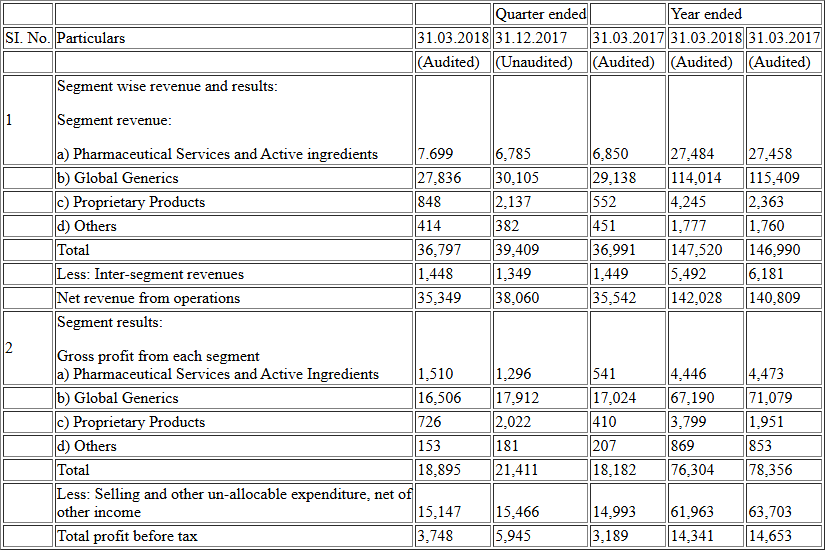 Quarter ended Year ended
SI. No. Particulars 31.03.2018 31.12.2017 31.03.2017 31.03.2018 31.03.2017
(Audited) (Unaudited) (Audited) (Audited) (Audited)
Segment wise revenue and results:
1 Segment revenue:
a) Pharmaceutical Services and Active ingredients 7.699 6,785 6,850 27,484 27,458
b) Global Generics 27,836 30,105 29,138 114,014 115,409
c) Proprietary Products 848 2,137 552 4,245 2,363
d) Others 414 382 451 1,777 1,760
Total 36,797 39,409 36,991 147,520 146,990
Less: Inter-segment revenues 1,448 1,349 1,449 5,492 6,181
Net revenue from operations 35,349 38,060 35,542 142,028 140,809
Segment results:
2
Gross profit from each segment
a) Pharmaceutical Services and Active Ingredients 1,510 1,296 541 4,446 4,473
b) Global Generics 16,506 17,912 17,024 67,190 71,079
c) Proprietary Products 726 2,022 410 3,799 1,951
d) Others 153 181 207 869 853
Total 18,895 21,411 18,182 76,304 78,356
Less: Selling and other un-allocable expenditure, net of
other income 15,147 15,466 14,993 61,963 63,703
Total profit before tax 3,748 5,945 3,189 14,341 14,653